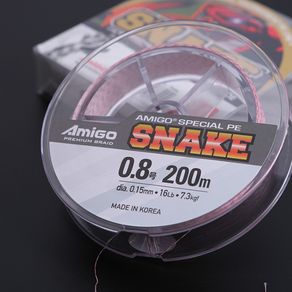 AMIGO® SPECIAL PE
AMIGO SNAKE
PREMIUM BRAID
0.8号 200m
dia. 0.15mm • 16Lb • 7.3kgf
MADE IN KOREA